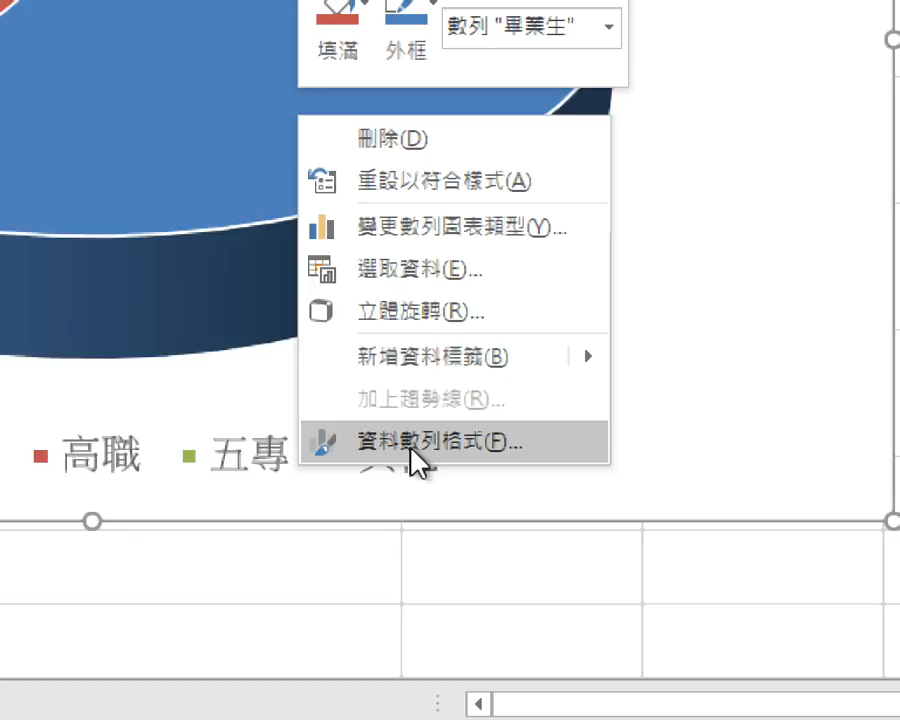 數列 "畢業生"
填滿 外框
刪除(D)
重設以符合樣式(A)
變更數列圖表類型(Y)...
選取資料(E)...
立體旋轉(R)...
新增資料標籤(B)
加上趨勢線(R)...
資料數列格式(F)...
高職 五專